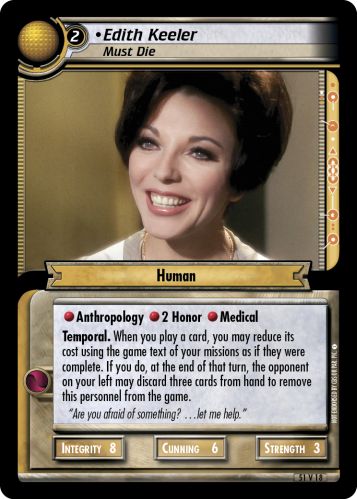 2
•Edith Keeler
Must Die
Human
Anthropology 2 Honor Medical
Temporal. When you play a card, you may reduce its
cost using the game text of your missions as if they
were complete. If you do, at the end of that turn, the opponent
on your left may discard three cards from hand to remove
this personnel from the game.
"Are you afraid of something? ...let me help."
INTEGRITY 8 CUNNING 6 STRENGTH 3
51 V 18